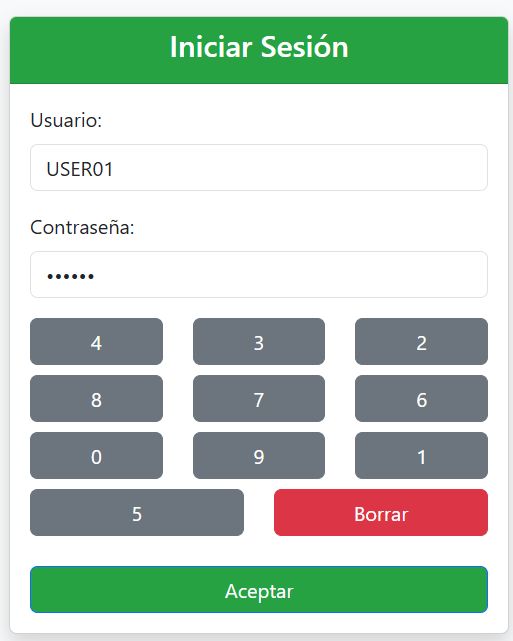 Iniciar Sesión
Usuario:
USER01
Contraseña:
••••••
4 3 2
8 7 6
0 9 1
5 Borrar
Aceptar